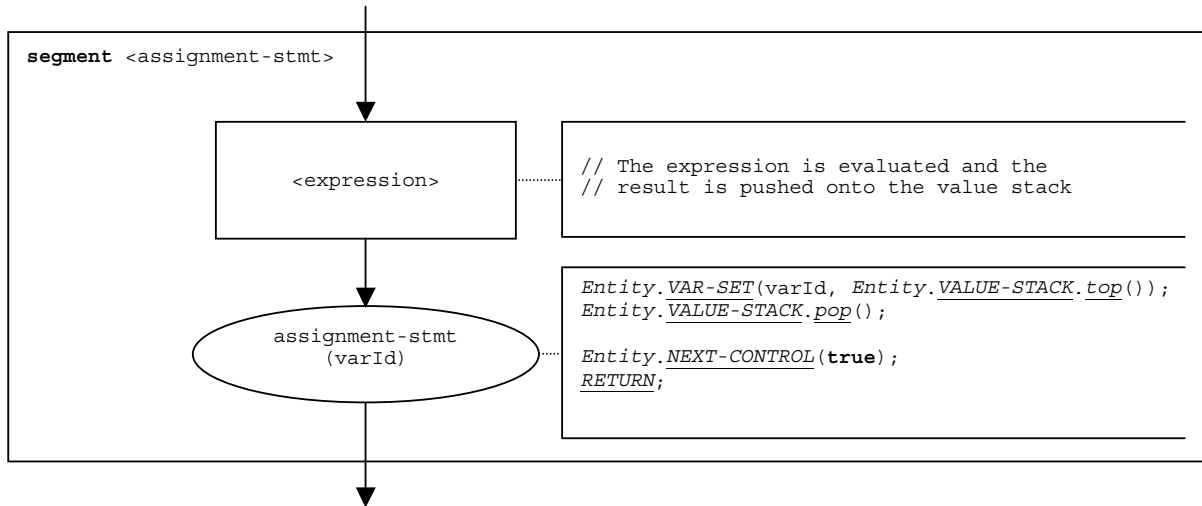 segment <assignment-stmt>
<expression>
// The expression is evaluated and the
// result is pushed onto the value stack
assignment-stmt
(varId)
Entity.VAR-SET(varId, Entity.VALUE-STACK.top());
Entity.VALUE-STACK.pop();
Entity.NEXT-CONTROL(true);
RETURN;